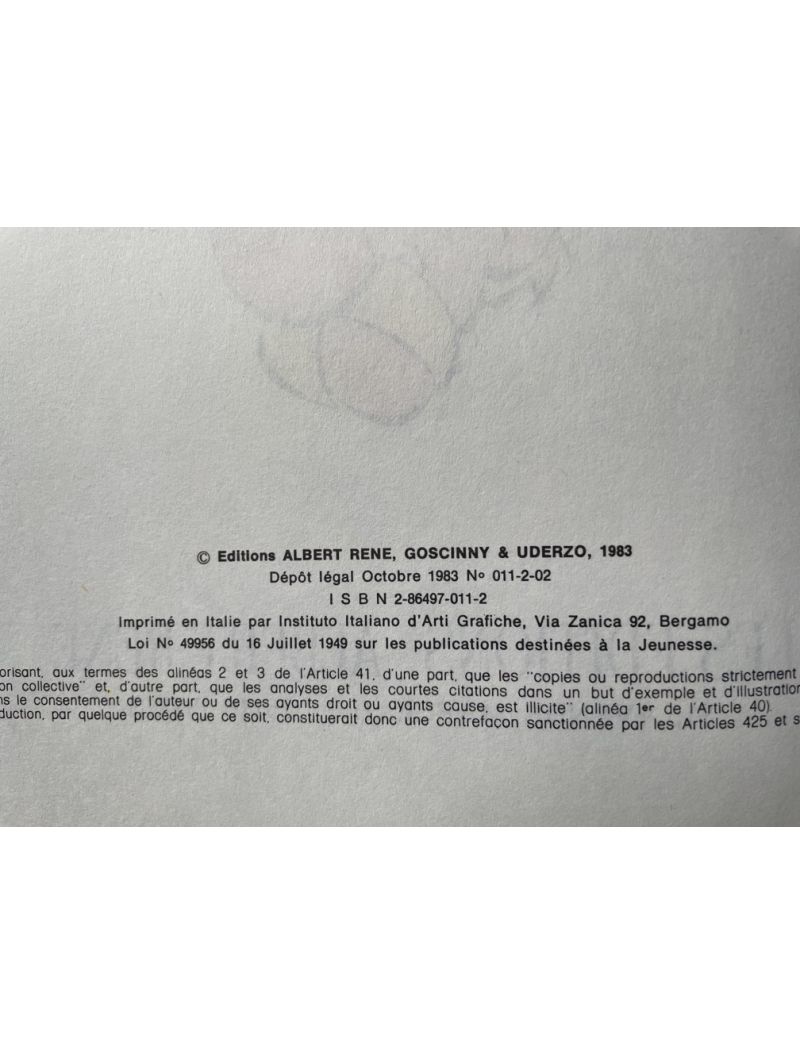 © Editions ALBERT RENE, GOSCINNY & UDERZO, 1983
Dépôt légal Octobre 1983 No 011-2-02
I S B N 2-86497-011-2
Imprimé en Italie par Instituto Italiano d'Arti Grafiche, Via Zanica 92, Bergamo
Loi No 49956 du 16 Juillet 1949 sur les publications destinées à la Jeunesse.
orisant, aux termes des alinéas 2 et 3 de l'Article 41, d'une part, que les "copies ou reproductions strictement
on collective" et, d'autre part, que les analyses et les courtes citations dans un but d'exemple et d'illustration
ns le consentement de l'auteur ou de ses ayants droit ou ayants cause, est illicite" (alinéa 1er de l'Article 40).
duction, par quelque procédé que ce soit, constituerait donc une contrefaçon sanctionnée par les Articles 425 et s